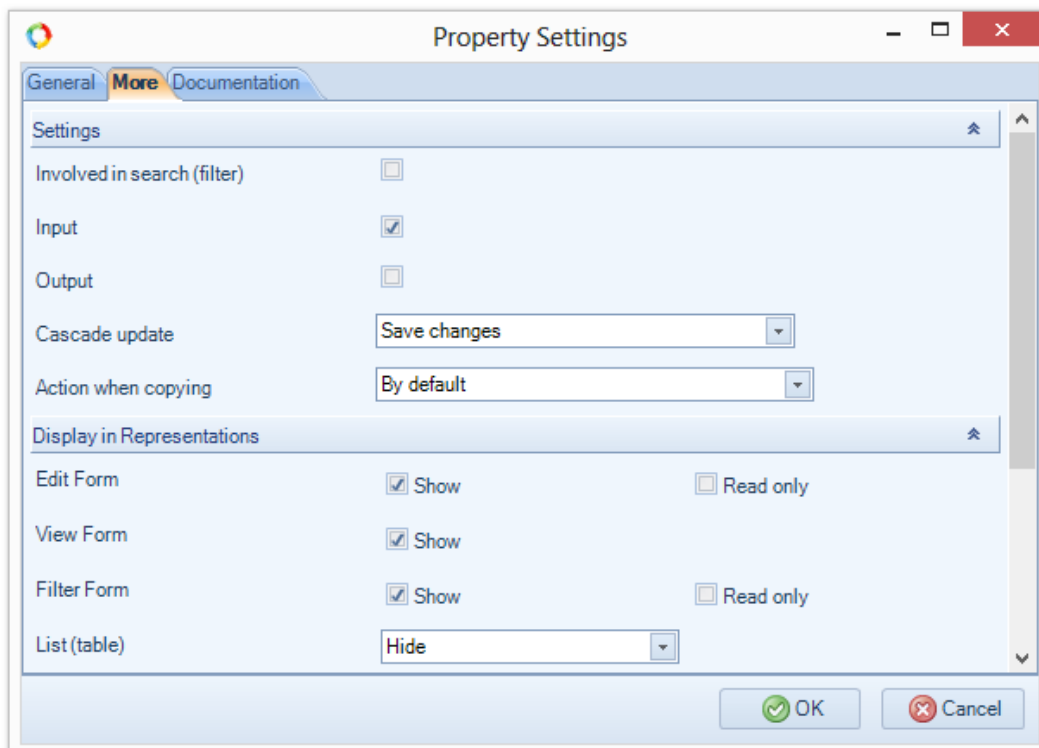 Property Settings
General More Documentation
Settings
Involved in search (filter)
Input
Output
Cascade update Save changes
Action when copying By default
Display in Representations
Edit Form Show Read only
View Form Show
Filter Form Show Read only
List (table) Hide
OK Cancel